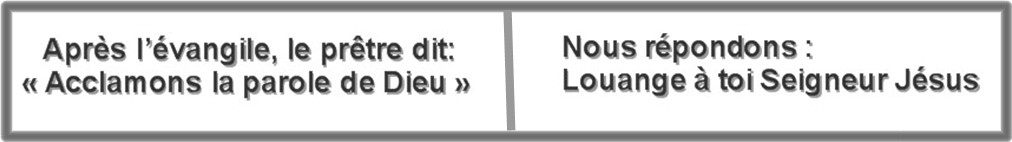 Après l’évangile, le prêtre dit:
« Acclamons la parole de Dieu »
Nous répondons :
Louange à toi Seigneur Jésus